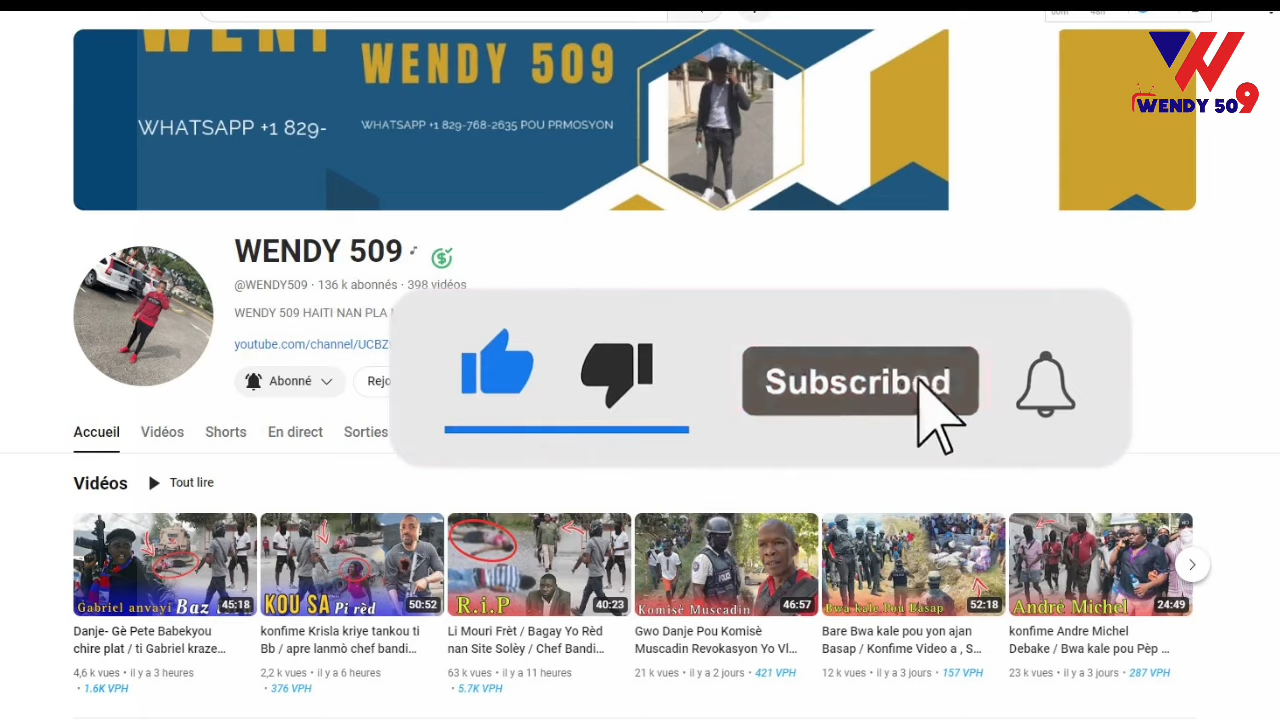 WENDY 509
WHATSAPP +1 829-
WHATSAPP +1 829-768-2635 POU PRMOSYON
WENDY 509
WENDY 509
@WENDY509 · 136 k abonnés · 398 vidéos
WENDY 509 HAITI NAN PLA
youtube.com/channel/UCBZ
Abonné
Rejo
Subscribed
Accueil
Vidéos
Shorts
En direct
Sorties
Vidéos
Tout lire
Gabriel anvayi Baz
45:18
KOU SA Pi rèd
50:52
R.i.P
40:23
Komisè Muscadin
46:57
POLICE
Bwa kale Pou Basap
52:18
Andrè Michel
24:49
Danje- Gè Pete Babekyou
chire plat / ti Gabriel kraze...
4,6 k vues · il y a 3 heures
· 1.6K VPH
konfime Krisla kriye tankou ti
Bb / apre lanmò chef bandi...
2,2 k vues · il y a 6 heures
· 376 VPH
Li Mouri Frèt / Bagay Yo Rèd
nan Site Solèy / Chef Bandi...
63 k vues · il y a 11 heures
· 5.7K VPH
Gwo Danje Pou Komisè
Muscadin Revokasyon Yo Vl...
21 k vues · il y a 2 jours · 421 VPH
Bare Bwa kale pou yon ajan
Basap / Konfime Video a , S...
12 k vues · il y a 3 jours · 157 VPH
konfime Andre Michel
Debake / Bwa kale pou Pèp ...
23 k vues · il y a 3 jours · 287 VPH